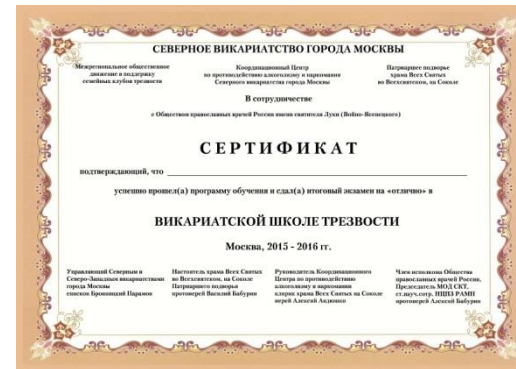 СЕВЕРНОЕ ВИКАРИАТСТВО ГОРОДА МОСКВЫ
Межрегиональное общественное
движение в поддержку
семейных клубов трезвости
Координационный Центр
по противодействию алкоголизму и наркомании
Северного викариатства города Москвы
Патриаршее подворье
храма Всех Святых
во Всехсвятском, на Соколе
В сотрудничестве
с Обществом православных врачей России имени святителя Луки (Войно-Ясенецкого)
СЕРТИФИКАТ
подтверждающий, что
успешно прошел(а) программу обучения и сдал(а) итоговый экзамен на «отлично» в
ВИКАРИАТСКОЙ ШКОЛЕ ТРЕЗВОСТИ
Москва, 2015 - 2016 гг.
Управляющий Северным и
Северо-Западным викариатствами
города Москвы
епископ Бронницкий Парамон
Настоятель храма Всех Святых
во Всехсвятском, на Соколе
Патриаршего подворья
протоиерей Василий Бабурин
Руководитель Координационного
Центра по противодействию
алкоголизму и наркомании
клирик храма Всех Святых на Соколе
иерей Алексий Авдюшко
Член исполкома Общества
православных врачей России,
Председатель МОД СКТ,
ст.науч.сотр. НЦПЗ РАМН
протоиерей Алексий Бабурин